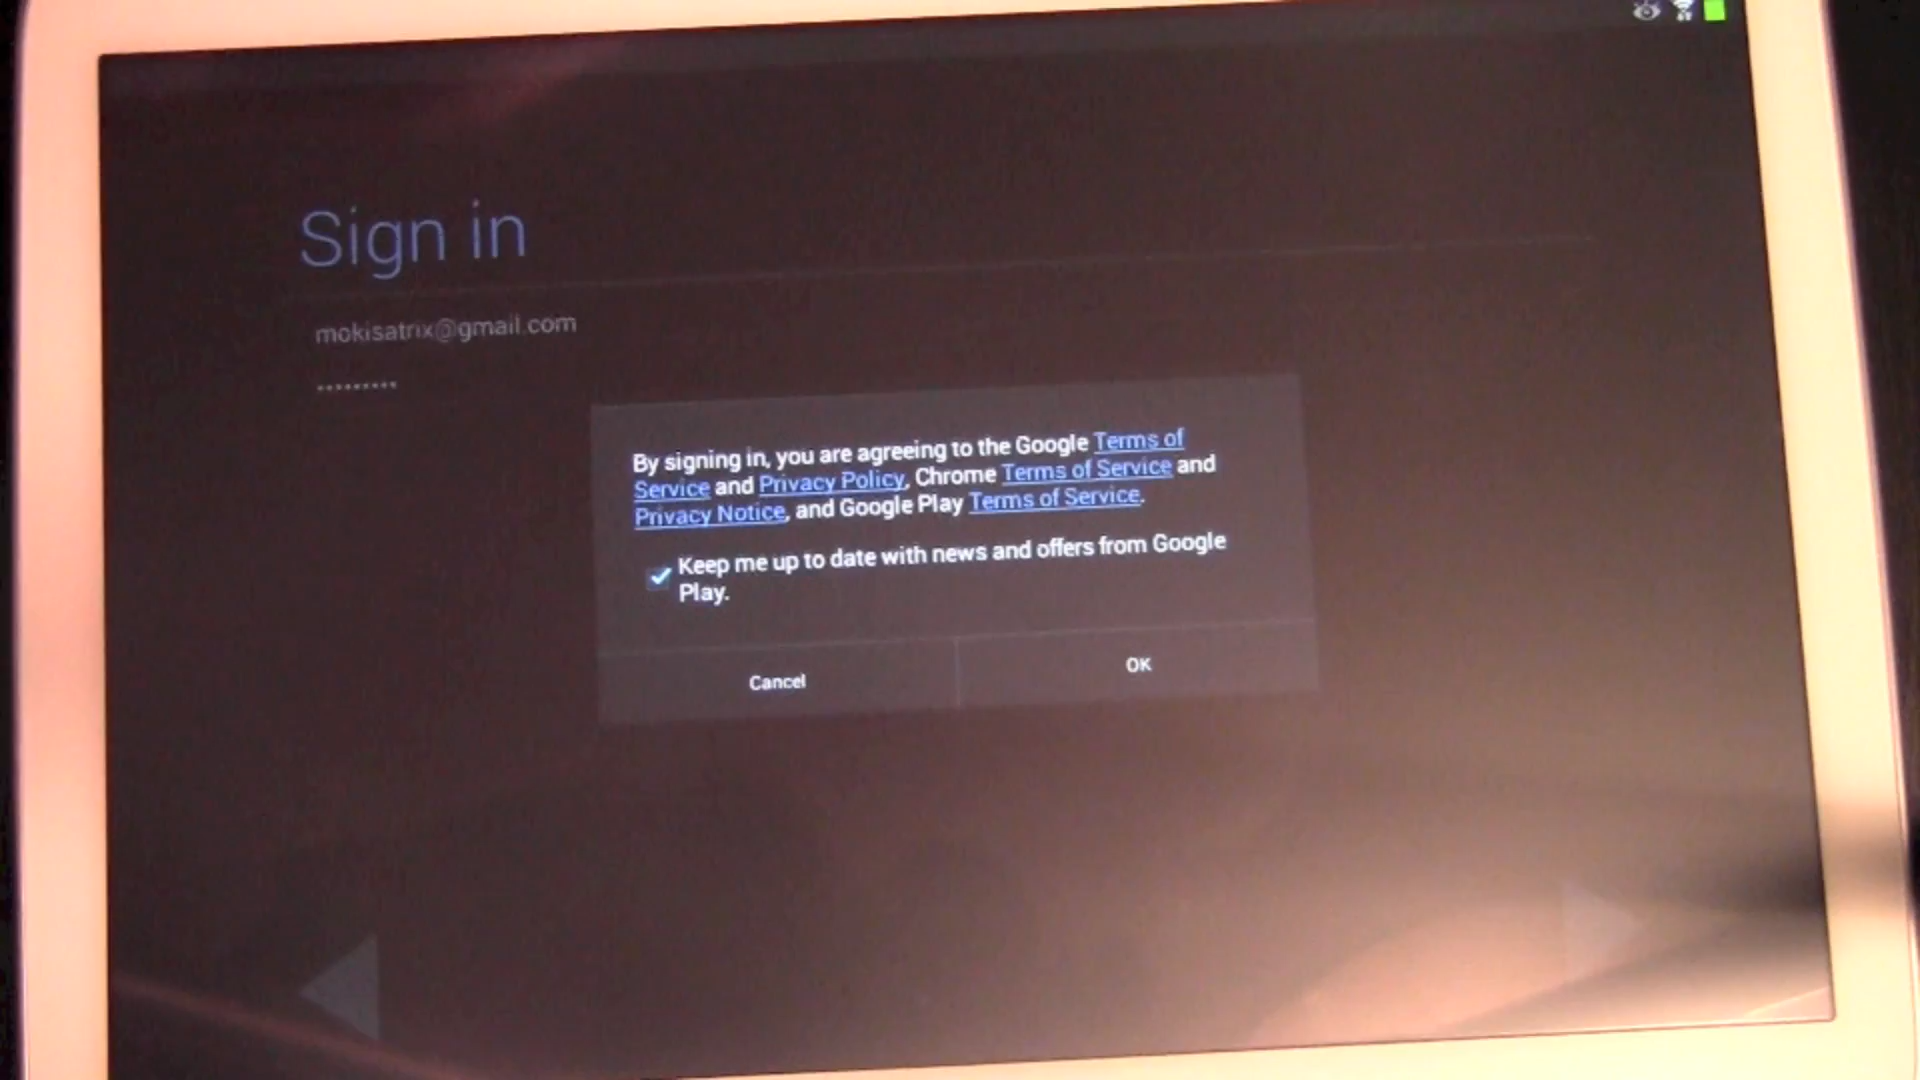 Sign in
mokisatrix@gmail.com
•••••••••
By signing in, you are agreeing to the Google Terms of
Service and Privacy Policy, Chrome Terms of Service and
Privacy Notice, and Google Play Terms of Service.
Keep me up to date with news and offers from Google
Play.
Cancel
OK